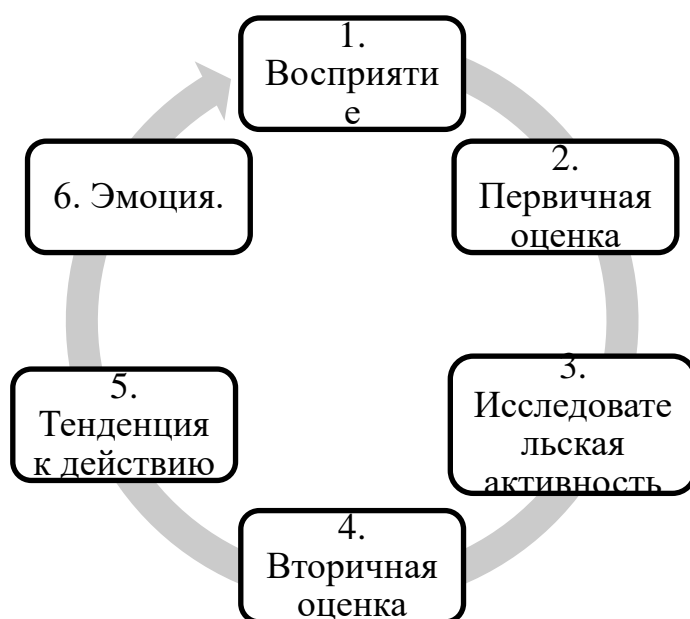 1.
Восприяти
е
2.
Первичная
оценка
3.
Исследовате
льская
активность
4.
Вторичная
оценка
5.
Тенденция
к действию
6. Эмоция.